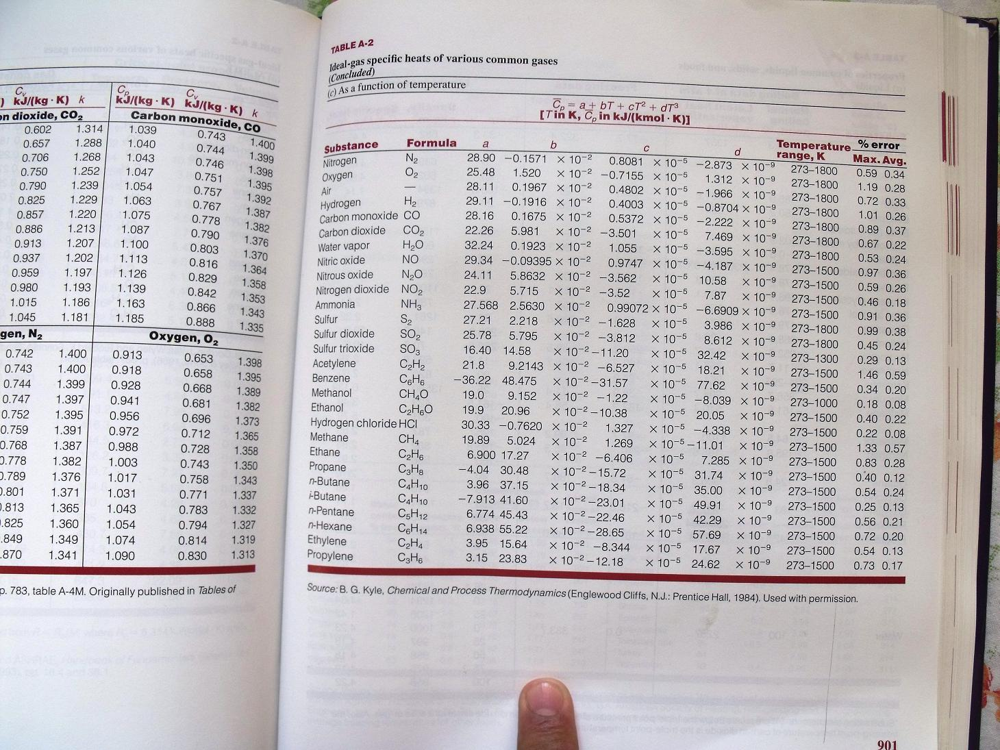 C_v
) kJ/(kg · K) k
on dioxide, CO₂
0.602 1.314
0.657 1.288
0.706 1.268
0.750 1.252
0.790 1.239
0.825 1.229
0.857 1.220
0.886 1.213
0.913 1.207
0.937 1.202
0.959 1.197
0.980 1.193
1.015 1.186
1.045 1.181
gen, N₂
0.742 1.400
0.743 1.400
0.744 1.399
0.747 1.397
0.752 1.395
0.759 1.391
0.768 1.387
0.778 1.382
0.789 1.376
0.801 1.371
0.813 1.365
0.825 1.360
.849 1.349
.870 1.341
C_p C_v
kJ/(kg · K) kJ/(kg · K) k
Carbon monoxide, CO
1.039 0.743 1.400
1.040 0.744 1.399
1.043 0.746 1.398
1.047 0.751 1.395
1.054 0.757 1.392
1.063 0.767 1.387
1.075 0.778 1.382
1.087 0.790 1.376
1.100 0.803 1.370
1.113 0.816 1.364
1.126 0.829 1.358
1.139 0.842 1.353
1.163 0.866 1.343
1.185 0.888 1.335
Oxygen, O₂
0.913 0.653 1.398
0.918 0.658 1.395
0.928 0.668 1.389
0.941 0.681 1.382
0.956 0.696 1.373
0.972 0.712 1.365
0.988 0.728 1.358
1.003 0.743 1.350
1.017 0.758 1.343
1.031 0.771 1.337
1.043 0.783 1.332
1.054 0.794 1.327
1.074 0.814 1.319
1.090 0.830 1.313
p. 783, table A-4M. Originally published in Tables of
TABLE A-2
Ideal-gas specific heats of various common gases
(Concluded)
(c) As a function of temperature
C̅_p = a + bT + cT² + dT³
[T in K, C̅_p in kJ/(kmol · K)]
Substance Formula a b c d Temperature range, K % error Max. Avg.
Nitrogen N₂ 28.90 −0.1571 × 10⁻² 0.8081 × 10⁻⁵ −2.873 × 10⁻⁹ 273–1800 0.59 0.34
Oxygen O₂ 25.48 1.520 × 10⁻² −0.7155 × 10⁻⁵ 1.312 × 10⁻⁹ 273–1800 1.19 0.28
Air — 28.11 0.1967 × 10⁻² 0.4802 × 10⁻⁵ −1.966 × 10⁻⁹ 273–1800 0.72 0.33
Hydrogen H₂ 29.11 −0.1916 × 10⁻² 0.4003 × 10⁻⁵ −0.8704 × 10⁻⁹ 273–1800 1.01 0.26
Carbon monoxide CO 28.16 0.1675 × 10⁻² 0.5372 × 10⁻⁵ −2.222 × 10⁻⁹ 273–1800 0.89 0.37
Carbon dioxide CO₂ 22.26 5.981 × 10⁻² −3.501 × 10⁻⁵ 7.469 × 10⁻⁹ 273–1800 0.67 0.22
Water vapor H₂O 32.24 0.1923 × 10⁻² 1.055 × 10⁻⁵ −3.595 × 10⁻⁹ 273–1800 0.53 0.24
Nitric oxide NO 29.34 −0.09395 × 10⁻² 0.9747 × 10⁻⁵ −4.187 × 10⁻⁹ 273–1500 0.97 0.36
Nitrous oxide N₂O 24.11 5.8632 × 10⁻² −3.562 × 10⁻⁵ 10.58 × 10⁻⁹ 273–1500 0.59 0.26
Nitrogen dioxide NO₂ 22.9 5.715 × 10⁻² −3.52 × 10⁻⁵ 7.87 × 10⁻⁹ 273–1500 0.46 0.18
Ammonia NH₃ 27.568 2.5630 × 10⁻² 0.99072 × 10⁻⁵ −6.6909 × 10⁻⁹ 273–1500 0.91 0.36
Sulfur S₂ 27.21 2.218 × 10⁻² −1.628 × 10⁻⁵ 3.986 × 10⁻⁹ 273–1800 0.99 0.38
Sulfur dioxide SO₂ 25.78 5.795 × 10⁻² −3.812 × 10⁻⁵ 8.612 × 10⁻⁹ 273–1800 0.45 0.24
Sulfur trioxide SO₃ 16.40 14.58 × 10⁻² −11.20 × 10⁻⁵ 32.42 × 10⁻⁹ 273–1300 0.29 0.13
Acetylene C₂H₂ 21.8 9.2143 × 10⁻² −6.527 × 10⁻⁵ 18.21 × 10⁻⁹ 273–1500 1.46 0.59
Benzene C₆H₆ −36.22 48.475 × 10⁻² −31.57 × 10⁻⁵ 77.62 × 10⁻⁹ 273–1500 0.34 0.20
Methanol CH₄O 19.0 9.152 × 10⁻² −1.22 × 10⁻⁵ −8.039 × 10⁻⁹ 273–1000 0.18 0.08
Ethanol C₂H₆O 19.9 20.96 × 10⁻² −10.38 × 10⁻⁵ 20.05 × 10⁻⁹ 273–1500 0.40 0.22
Hydrogen chloride HCl 30.33 −0.7620 × 10⁻² 1.327 × 10⁻⁵ −4.338 × 10⁻⁹ 273–1500 0.22 0.08
Methane CH₄ 19.89 5.024 × 10⁻² 1.269 × 10⁻⁵ −11.01 × 10⁻⁹ 273–1500 1.33 0.57
Ethane C₂H₆ 6.900 17.27 × 10⁻² −6.406 × 10⁻⁵ 7.285 × 10⁻⁹ 273–1500 0.83 0.28
Propane C₃H₈ −4.04 30.48 × 10⁻² −15.72 × 10⁻⁵ 31.74 × 10⁻⁹ 273–1500 0.40 0.12
n-Butane C₄H₁₀ 3.96 37.15 × 10⁻² −18.34 × 10⁻⁵ 35.00 × 10⁻⁹ 273–1500 0.54 0.24
i-Butane C₄H₁₀ −7.913 41.60 × 10⁻² −23.01 × 10⁻⁵ 49.91 × 10⁻⁹ 273–1500 0.25 0.13
n-Pentane C₅H₁₂ 6.774 45.43 × 10⁻² −22.46 × 10⁻⁵ 42.29 × 10⁻⁹ 273–1500 0.56 0.21
n-Hexane C₆H₁₄ 6.938 55.22 × 10⁻² −28.65 × 10⁻⁵ 57.69 × 10⁻⁹ 273–1500 0.72 0.20
Ethylene C₂H₄ 3.95 15.64 × 10⁻² −8.344 × 10⁻⁵ 17.67 × 10⁻⁹ 273–1500 0.54 0.13
Propylene C₃H₆ 3.15 23.83 × 10⁻² −12.18 × 10⁻⁵ 24.62 × 10⁻⁹ 273–1500 0.73 0.17
Source: B. G. Kyle, Chemical and Process Thermodynamics (Englewood Cliffs, N.J.: Prentice Hall, 1984). Used with permission.
901